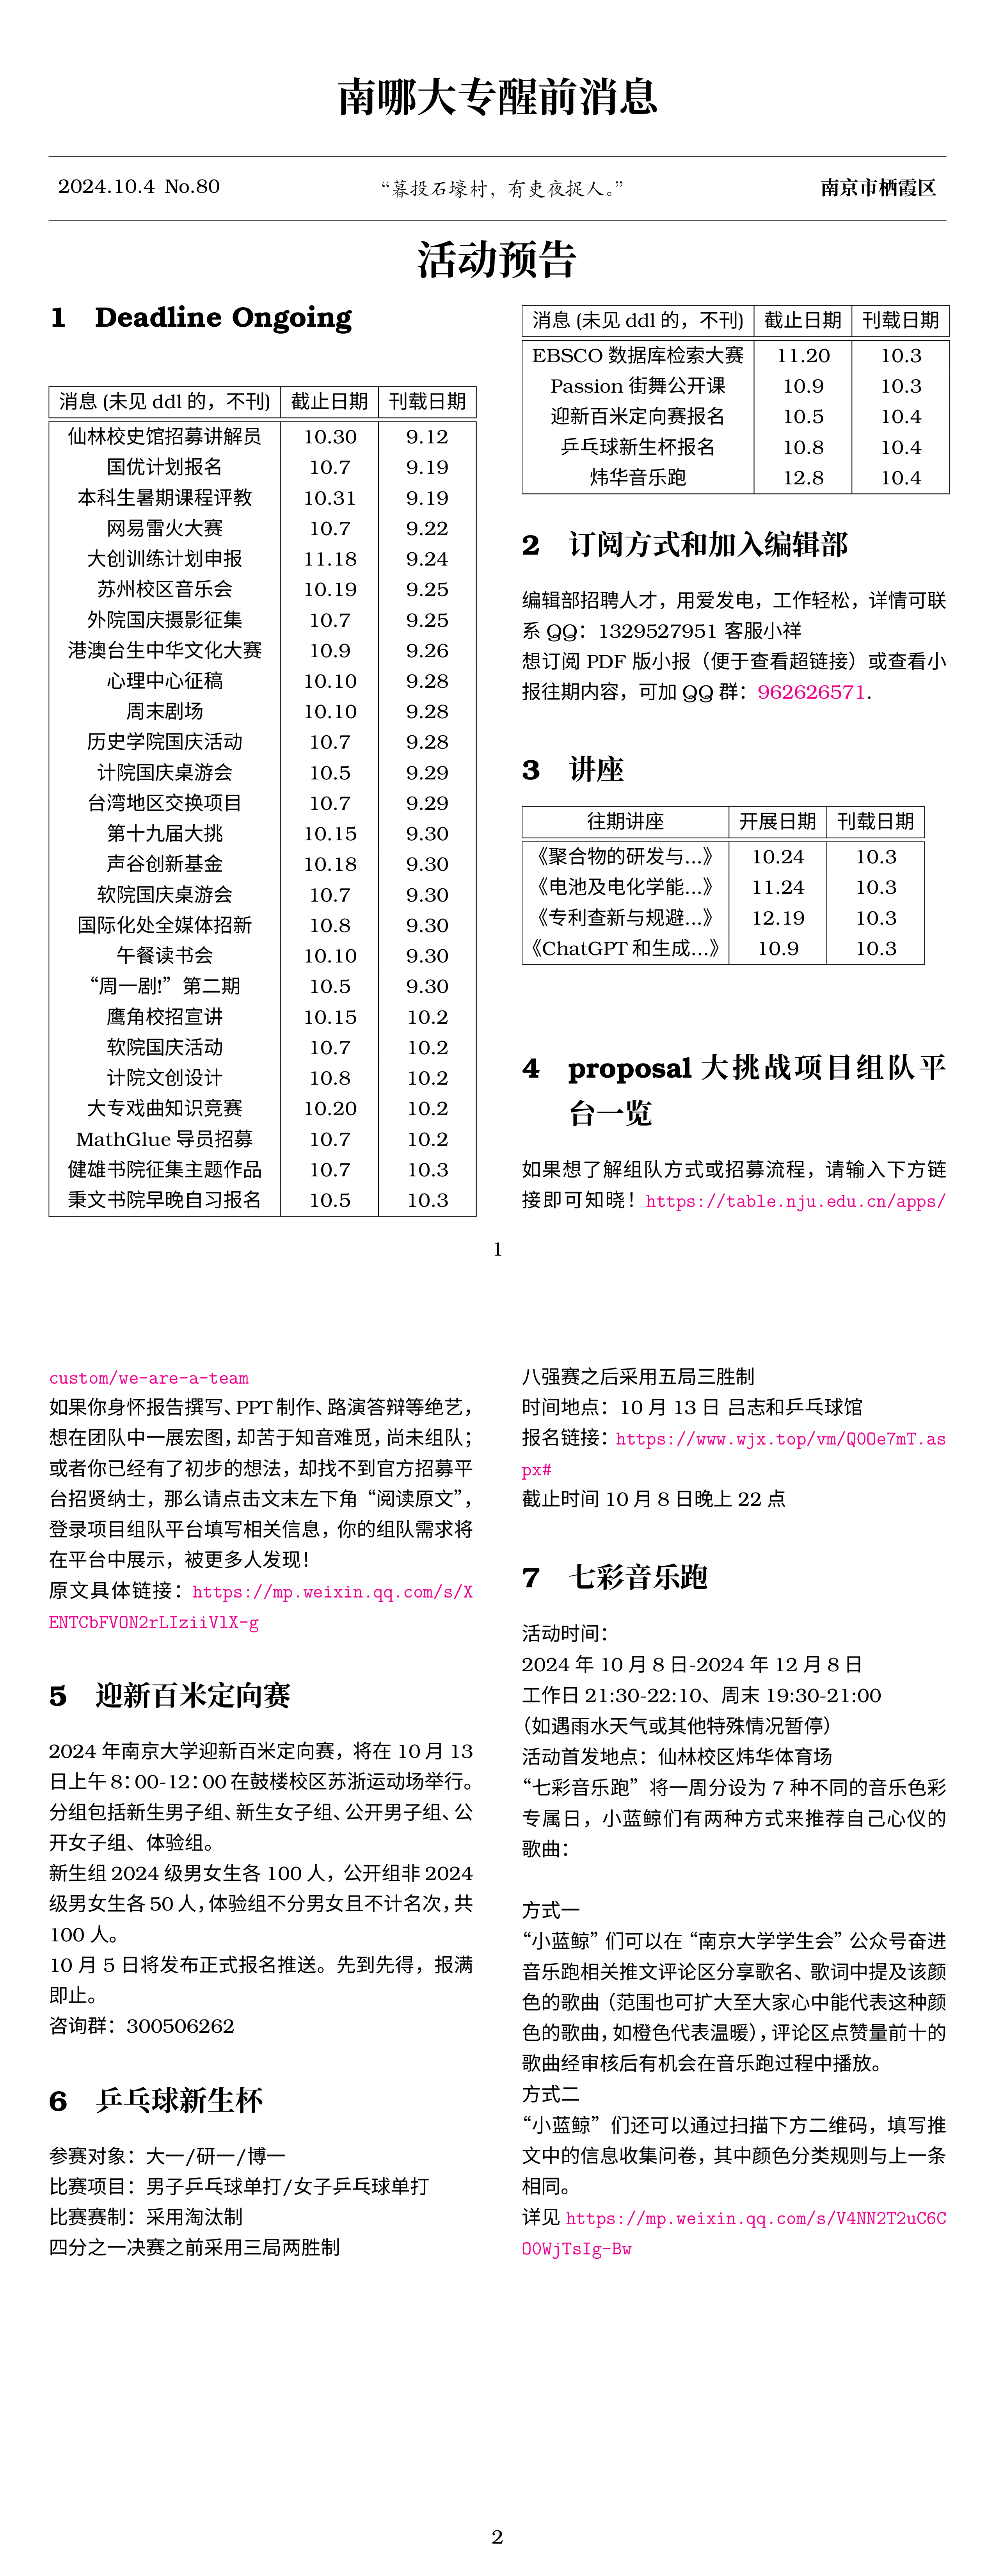 南哪大专醒前消息
2024.10.4 No.80
“暮投石壕村，有吏夜捉人。”
南京市栖霞区
活动预告
1 Deadline Ongoing
消息 (未见 ddl 的，不刊) 截止日期 刊载日期
仙林校史馆招募讲解员 10.30 9.12
国优计划报名 10.7 9.19
本科生暑期课程评教 10.31 9.19
网易雷火大赛 10.7 9.22
大创训练计划申报 11.18 9.24
苏州校区音乐会 10.19 9.25
外院国庆摄影征集 10.7 9.25
港澳台生中华文化大赛 10.9 9.26
心理中心征稿 10.10 9.28
周末剧场 10.10 9.28
历史学院国庆活动 10.7 9.28
计院国庆桌游会 10.5 9.29
台湾地区交换项目 10.7 9.29
第十九届大挑 10.15 9.30
声谷创新基金 10.18 9.30
软院国庆桌游会 10.7 9.30
国际化处全媒体招新 10.8 9.30
午餐读书会 10.10 9.30
“周一剧!”第二期 10.5 9.30
鹰角校招宣讲 10.15 10.2
软院国庆活动 10.7 10.2
计院文创设计 10.8 10.2
大专戏曲知识竞赛 10.20 10.2
MathGlue 导员招募 10.7 10.2
健雄书院征集主题作品 10.7 10.3
秉文书院早晚自习报名 10.5 10.3
消息 (未见 ddl 的，不刊) 截止日期 刊载日期
EBSCO 数据库检索大赛 11.20 10.3
Passion 街舞公开课 10.9 10.3
迎新百米定向赛报名 10.5 10.4
乒乓球新生杯报名 10.8 10.4
炜华音乐跑 12.8 10.4
2 订阅方式和加入编辑部
编辑部招聘人才，用爱发电，工作轻松，详情可联
系 QQ：1329527951 客服小祥
想订阅 PDF 版小报（便于查看超链接）或查看小
报往期内容，可加 QQ 群：962626571.
3 讲座
往期讲座 开展日期 刊载日期
《聚合物的研发与...》 10.24 10.3
《电池及电化学能...》 11.24 10.3
《专利查新与规避...》 12.19 10.3
《ChatGPT 和生成...》 10.9 10.3
4 proposal 大挑战项目组队平
台一览
如果想了解组队方式或招募流程，请输入下方链
接即可知晓！https://table.nju.edu.cn/apps/
1
custom/we-are-a-team
如果你身怀报告撰写、PPT 制作、路演答辩等绝艺，
想在团队中一展宏图，却苦于知音难觅，尚未组队；
或者你已经有了初步的想法，却找不到官方招募平
台招贤纳士，那么请点击文末左下角“阅读原文”，
登录项目组队平台填写相关信息，你的组队需求将
在平台中展示，被更多人发现！
原文具体链接：https://mp.weixin.qq.com/s/X
ENTCbFVON2rLIziiVlX-g
5 迎新百米定向赛
2024 年南京大学迎新百米定向赛，将在 10 月 13
日上午 8：00-12：00 在鼓楼校区苏浙运动场举行。
分组包括新生男子组、新生女子组、公开男子组、公
开女子组、体验组。
新生组 2024 级男女生各 100 人，公开组非 2024
级男女生各 50 人，体验组不分男女且不计名次，共
100 人。
10 月 5 日将发布正式报名推送。先到先得，报满
即止。
咨询群：300506262
6 乒乓球新生杯
参赛对象：大一/研一/博一
比赛项目：男子乒乓球单打/女子乒乓球单打
比赛赛制：采用淘汰制
四分之一决赛之前采用三局两胜制
八强赛之后采用五局三胜制
时间地点：10 月 13 日 吕志和乒乓球馆
报名链接：https://www.wjx.top/vm/QOOe7mT.as
px#
截止时间 10 月 8 日晚上 22 点
7 七彩音乐跑
活动时间：
2024 年 10 月 8 日-2024 年 12 月 8 日
工作日 21:30-22:10、周末 19:30-21:00
（如遇雨水天气或其他特殊情况暂停）
活动首发地点：仙林校区炜华体育场
“七彩音乐跑”将一周分设为 7 种不同的音乐色彩
专属日，小蓝鲸们有两种方式来推荐自己心仪的
歌曲：
方式一
“小蓝鲸”们可以在“南京大学学生会”公众号奋进
音乐跑相关推文评论区分享歌名、歌词中提及该颜
色的歌曲（范围也可扩大至大家心中能代表这种颜
色的歌曲，如橙色代表温暖），评论区点赞量前十的
歌曲经审核后有机会在音乐跑过程中播放。
方式二
“小蓝鲸”们还可以通过扫描下方二维码，填写推
文中的信息收集问卷，其中颜色分类规则与上一条
相同。
详见 https://mp.weixin.qq.com/s/V4NN2T2uC6C
O0WjTsIg-Bw
2